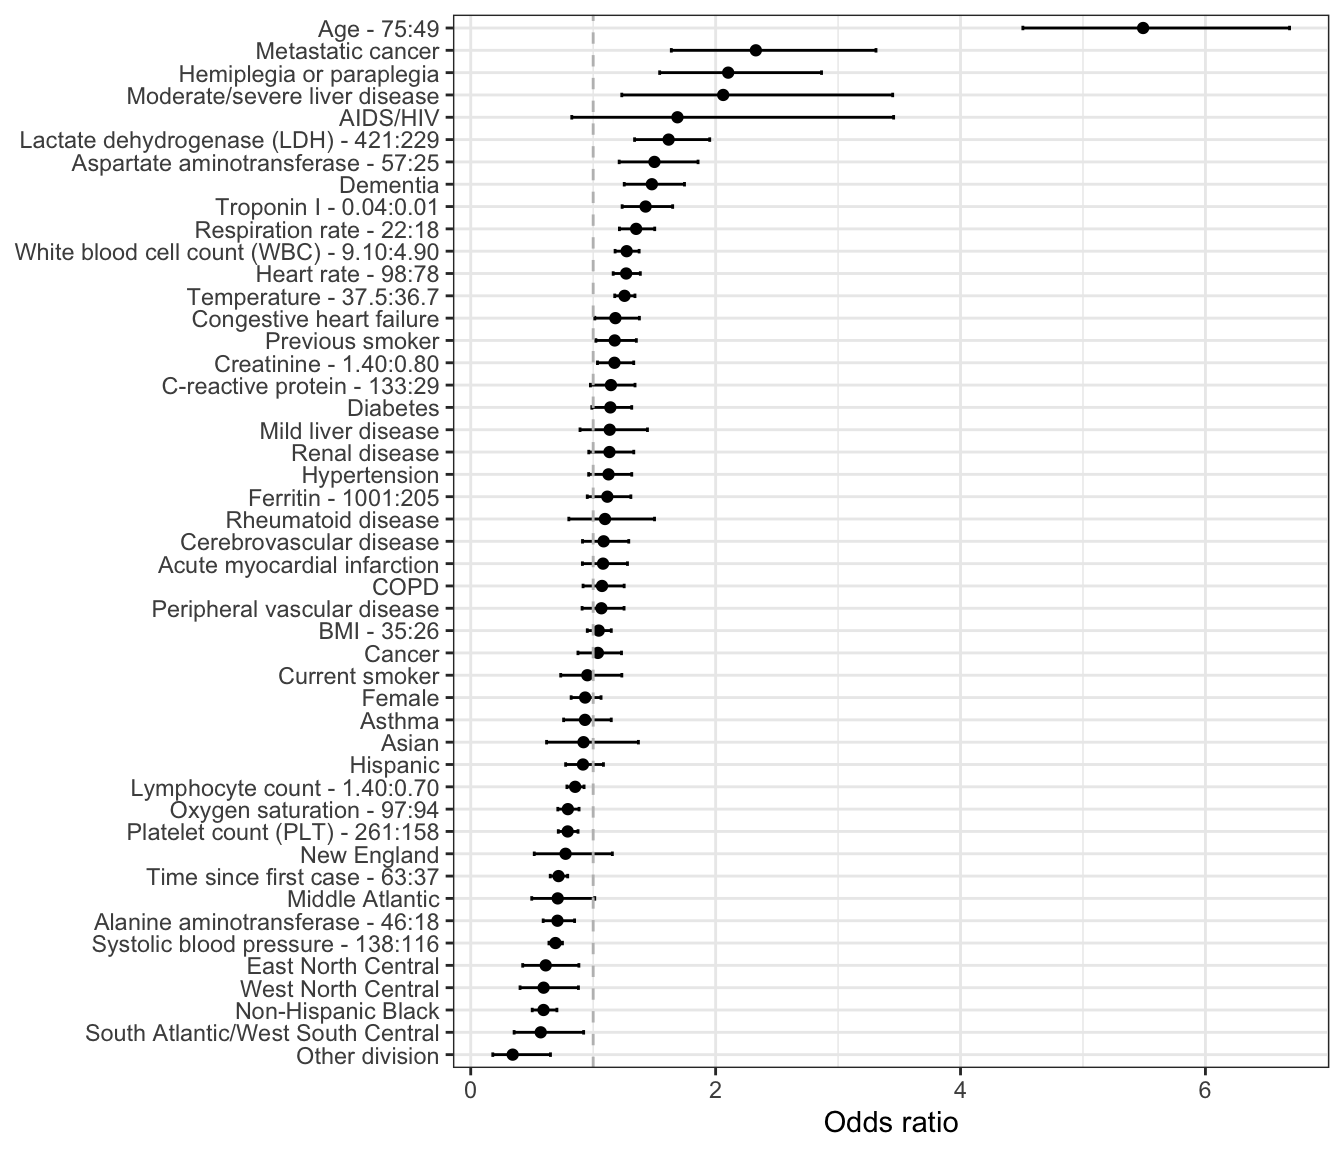 Age - 75:49
Metastatic cancer
Hemiplegia or paraplegia
Moderate/severe liver disease
AIDS/HIV
Lactate dehydrogenase (LDH) - 421:229
Aspartate aminotransferase - 57:25
Dementia
Troponin I - 0.04:0.01
Respiration rate - 22:18
White blood cell count (WBC) - 9.10:4.90
Heart rate - 98:78
Temperature - 37.5:36.7
Congestive heart failure
Previous smoker
Creatinine - 1.40:0.80
C-reactive protein - 133:29
Diabetes
Mild liver disease
Renal disease
Hypertension
Ferritin - 1001:205
Rheumatoid disease
Cerebrovascular disease
Acute myocardial infarction
COPD
Peripheral vascular disease
BMI - 35:26
Cancer
Current smoker
Female
Asthma
Asian
Hispanic
Lymphocyte count - 1.40:0.70
Oxygen saturation - 97:94
Platelet count (PLT) - 261:158
New England
Time since first case - 63:37
Middle Atlantic
Alanine aminotransferase - 46:18
Systolic blood pressure - 138:116
East North Central
West North Central
Non-Hispanic Black
South Atlantic/West South Central
Other division
0 2 4 6
Odds ratio